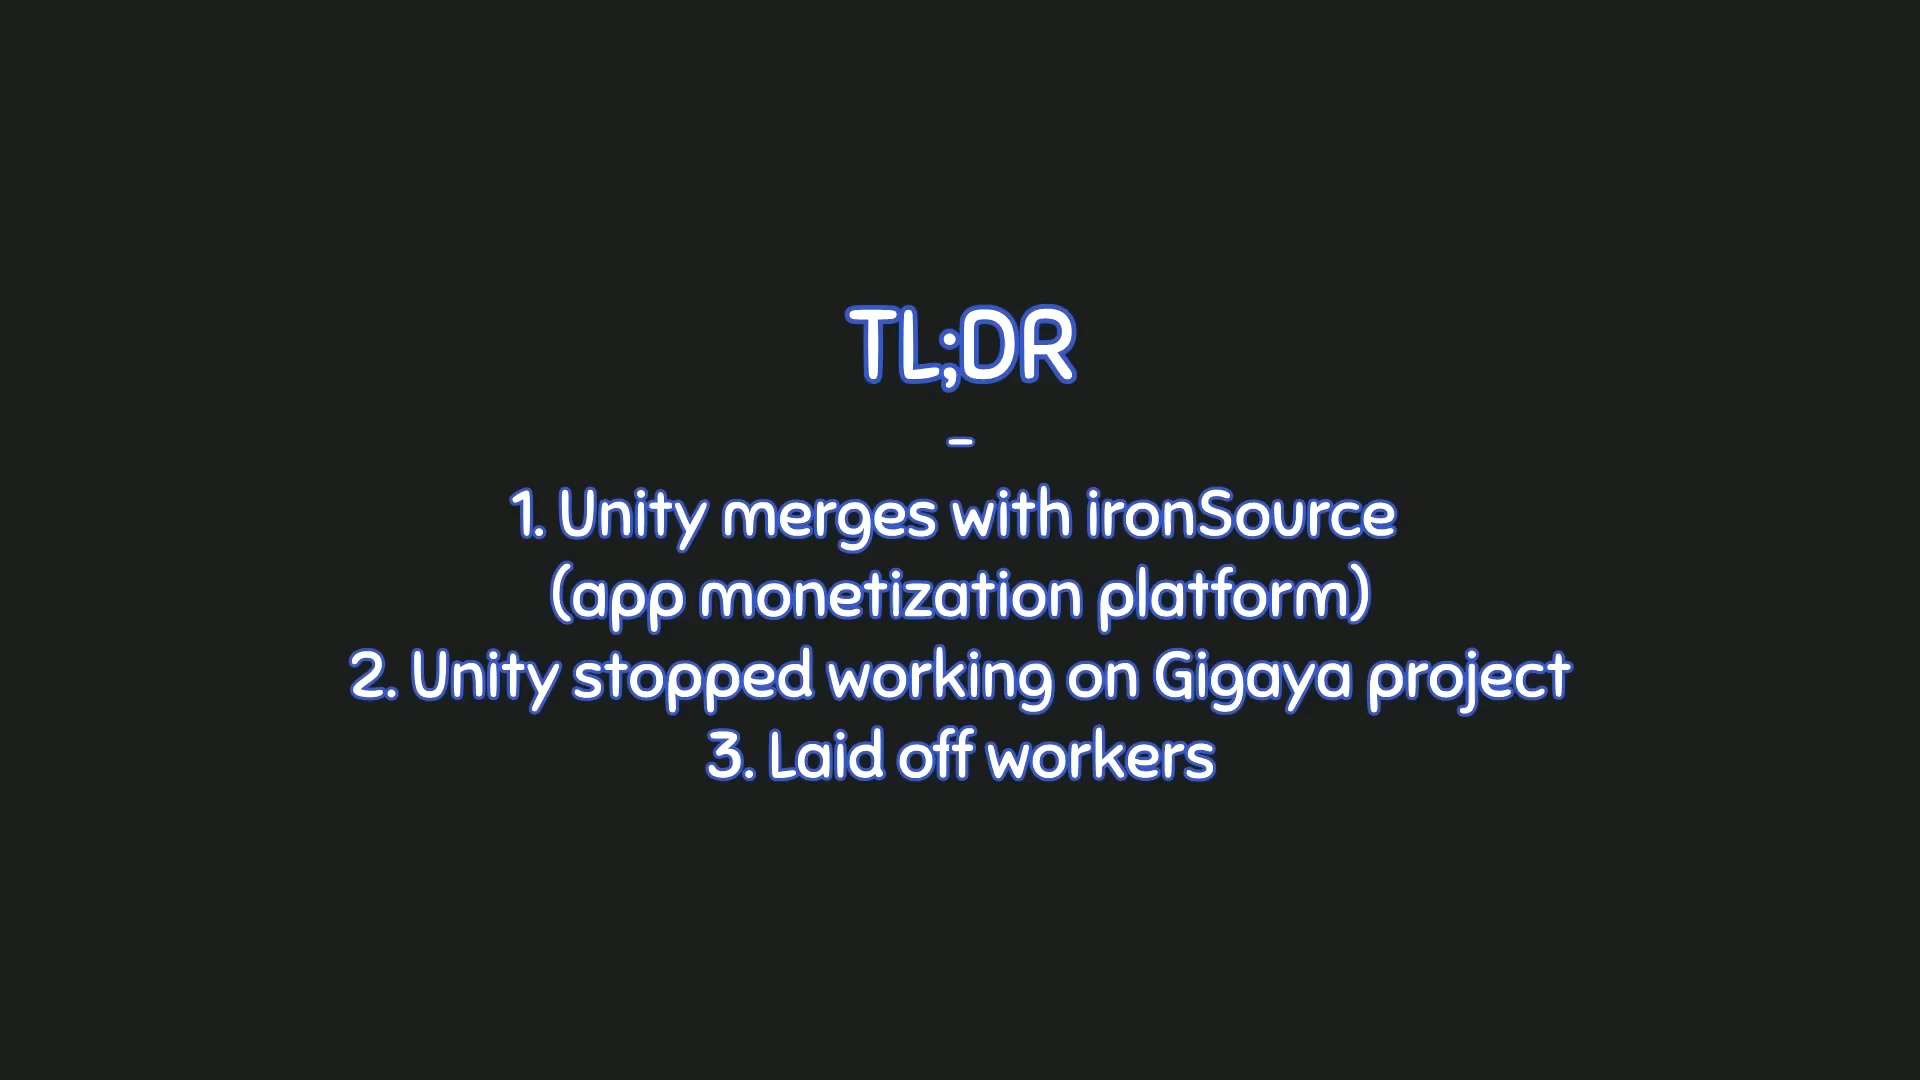 TL;DR
-
1. Unity merges with ironSource
(app monetization platform)
2. Unity stopped working on Gigaya project
3. Laid off workers